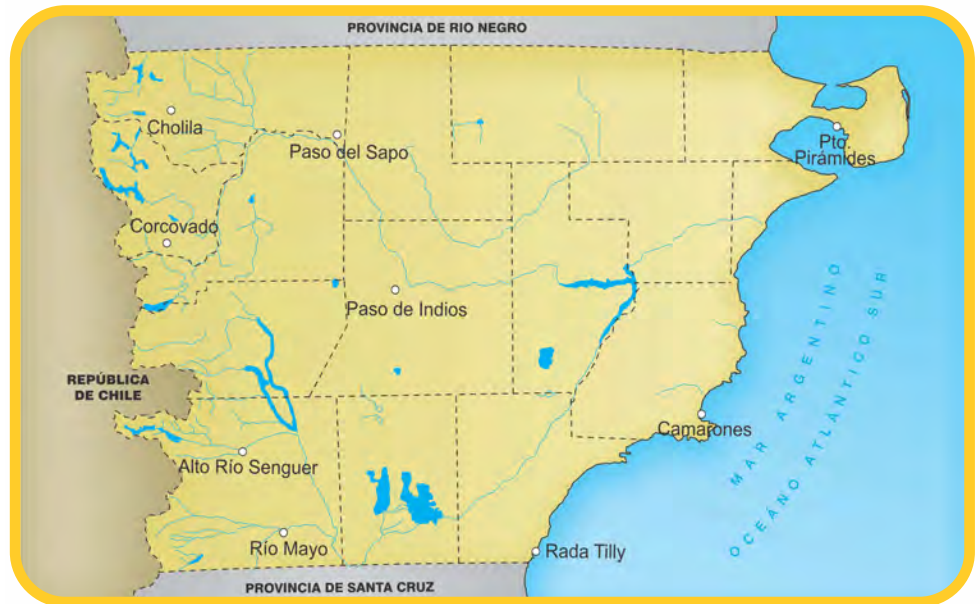 PROVINCIA DE RIO NEGRO
Cholila
Paso del Sapo
Pto.
Pirámides
Corcovado
Paso de Indios
REPÚBLICA
DE CHILE
Camarones
MAR ARGENTINO
OCEÁNO ATLÁNTICO SUR
Alto Río Senguer
Río Mayo
Rada Tilly
PROVINCIA DE SANTA CRUZ